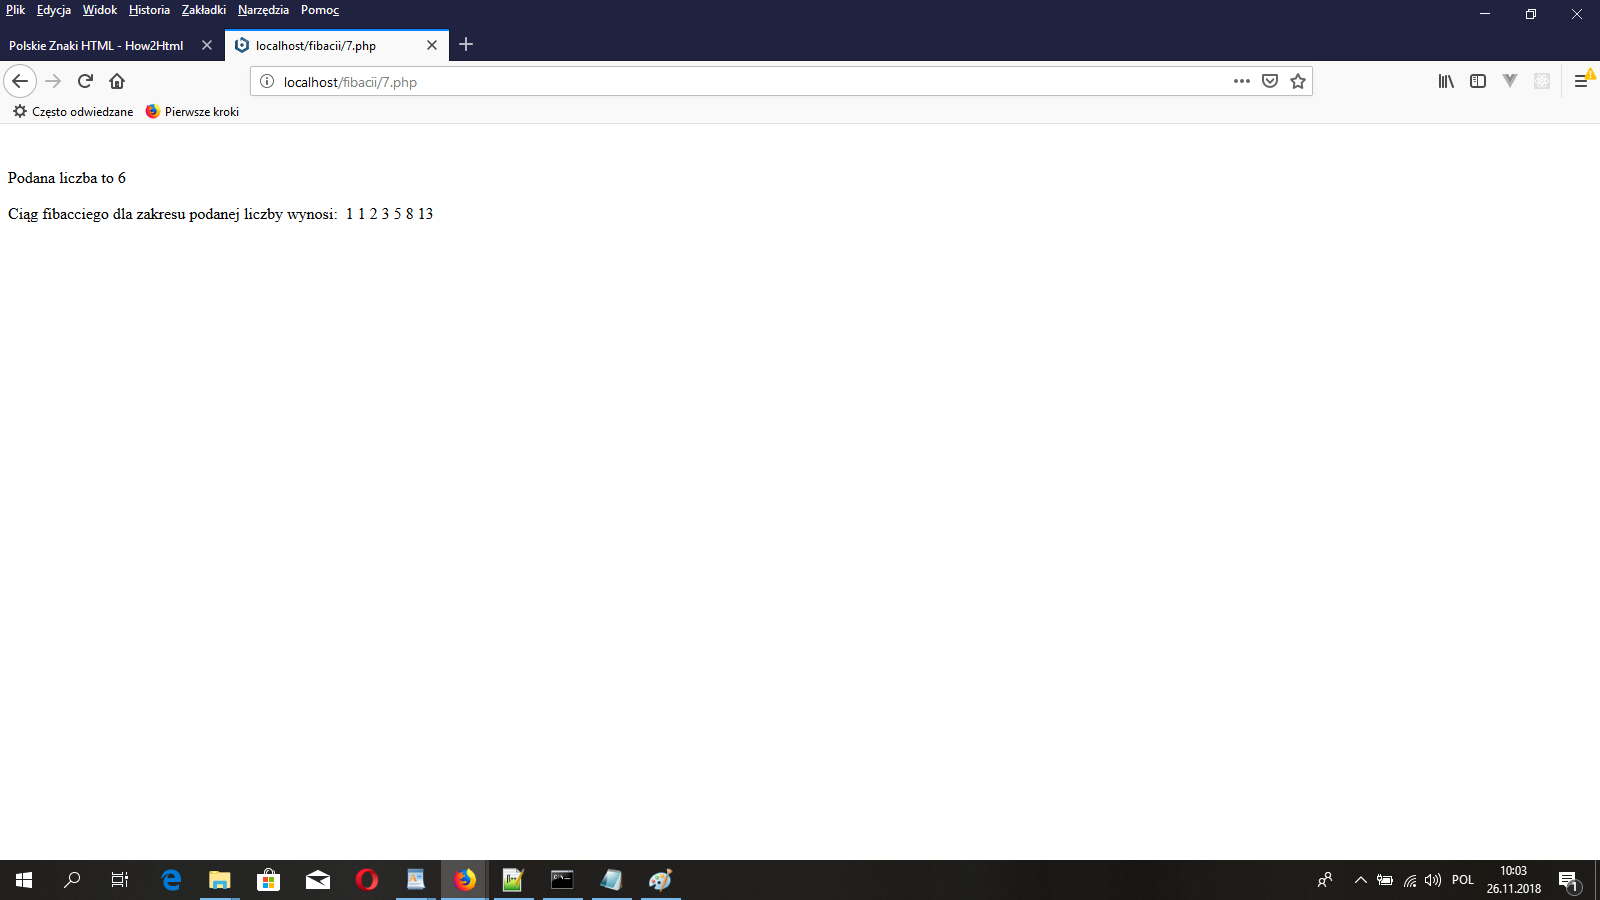 Plik Edycja Widok Historia Zakładki Narzędzia Pomoc
Polskie Znaki HTML - How2Html
localhost/fibacii/7.php
localhost/fibacii/7.php
Często odwiedzane Pierwsze kroki
Podana liczba to 6
Ciąg fibacciego dla zakresu podanej liczby wynosi: 1 1 2 3 5 8 13
POL
10:03
26.11.2018
1